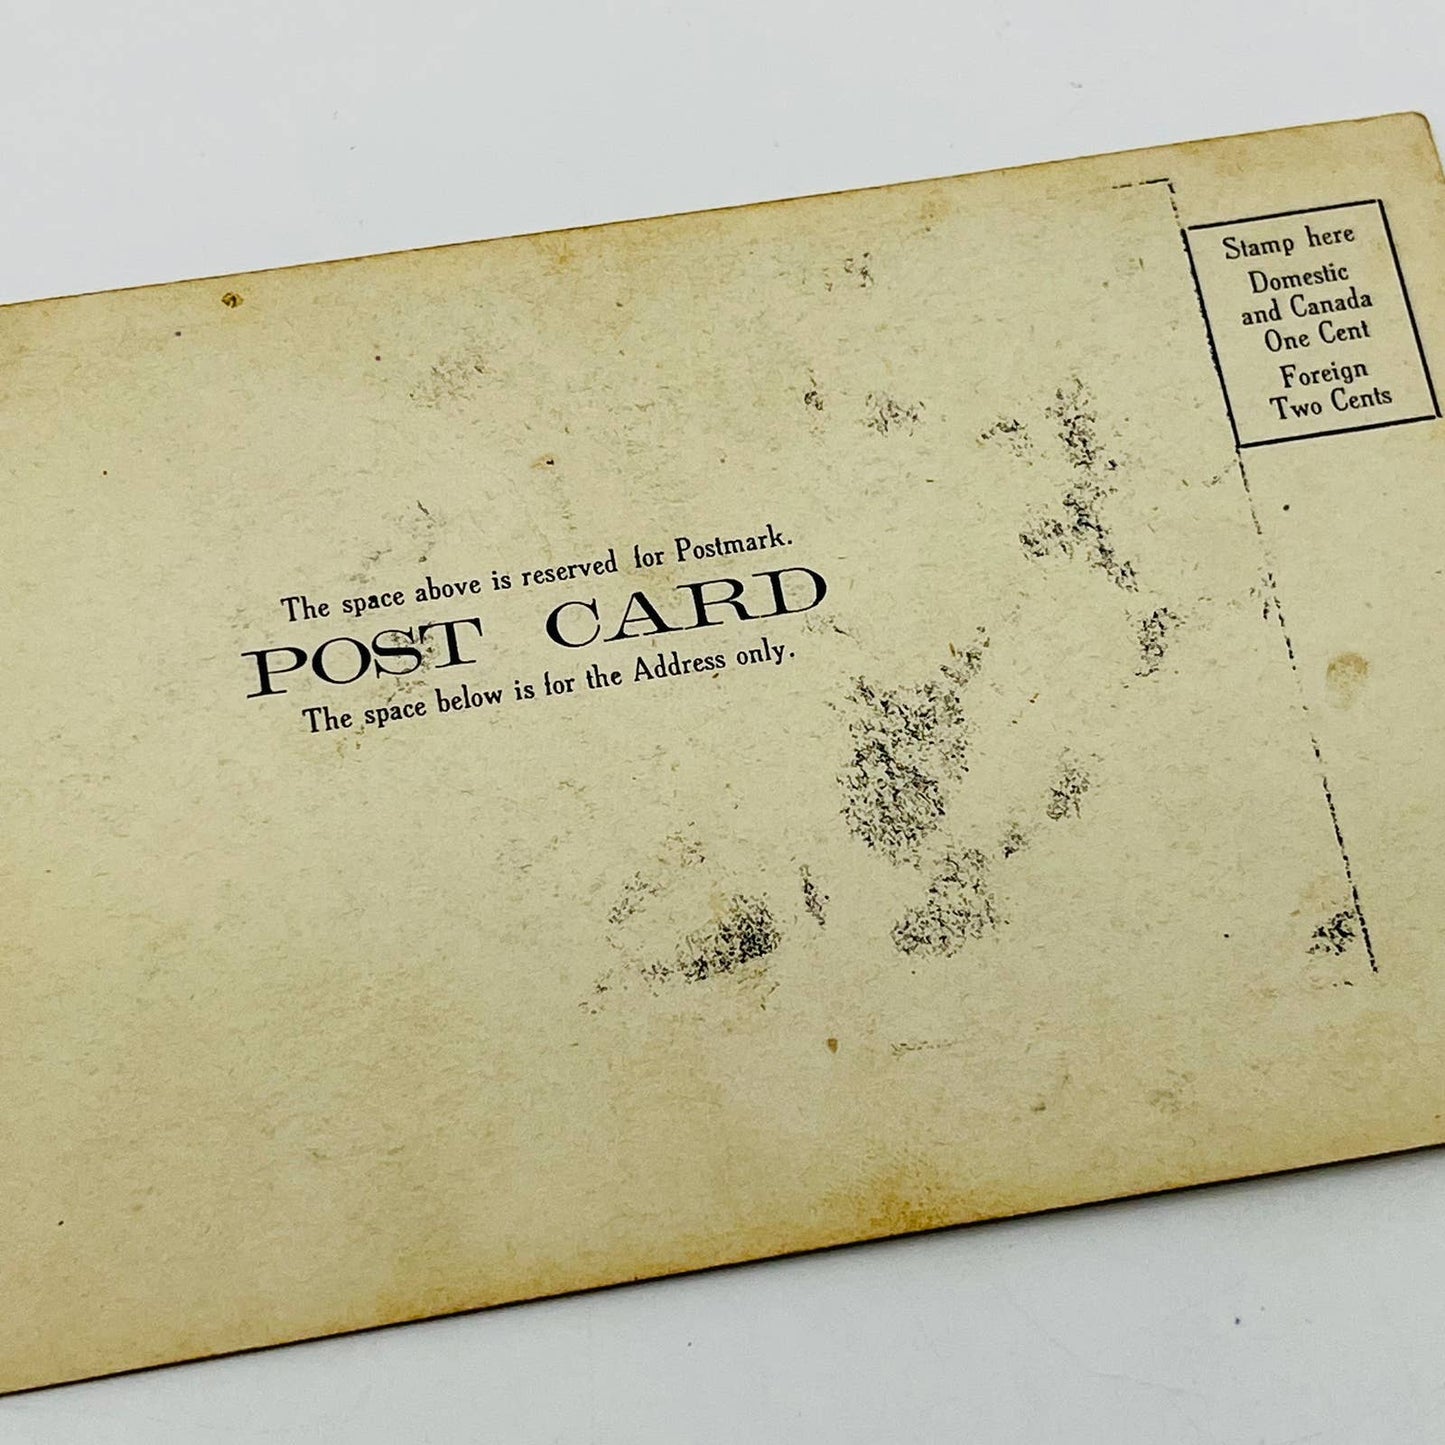 The space above is reserved for Postmark.
POST CARD
The space below is for the Address only.
Stamp here
Domestic
and Canada
One Cent
Foreign
Two Cents